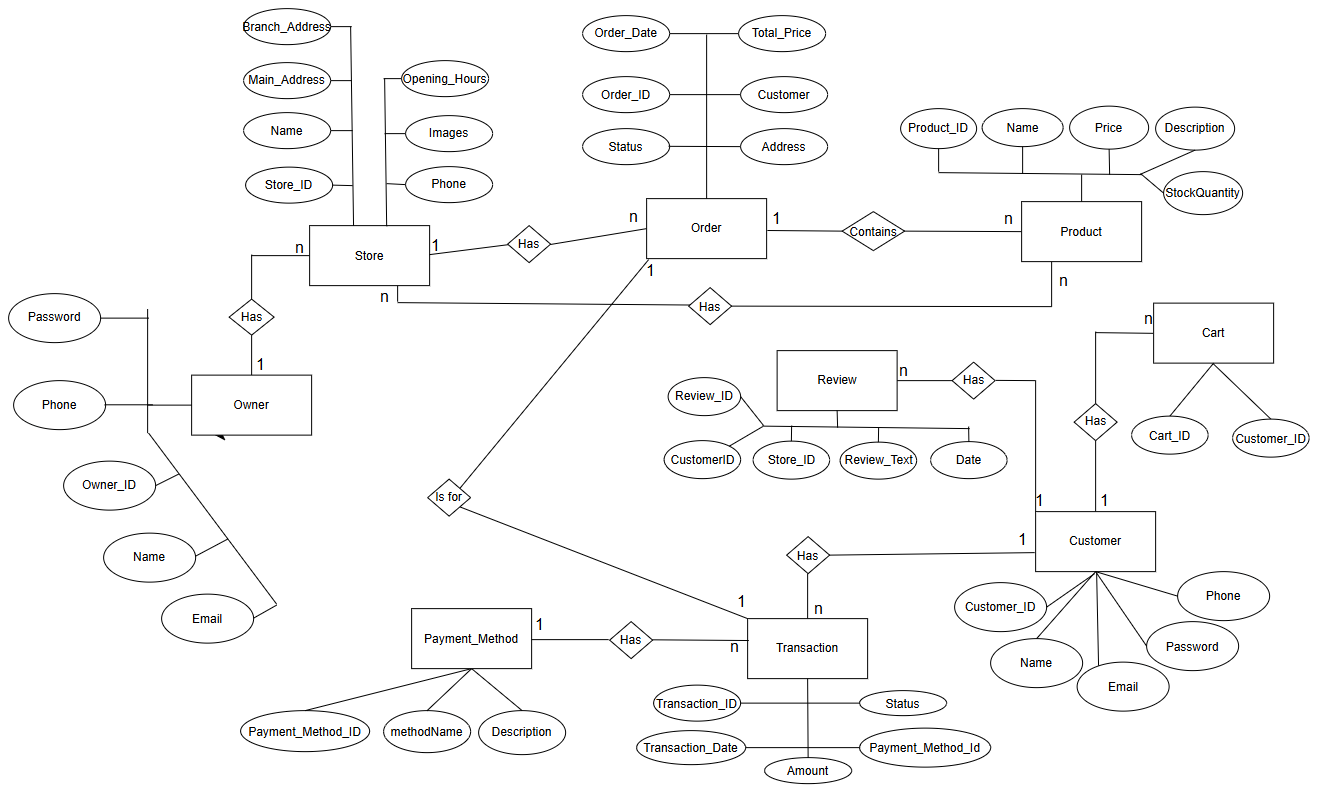 Branch_Address
Main_Address
Name
Store_ID
Opening_Hours
Images
Phone
Order_Date
Total_Price
Order_ID
Customer
Status
Address
Product_ID
Name
Price
Description
StockQuantity
n
Store
1
Has
n
Order
1
Contains
n
Product
n
1
n
Has
n
Has
1
Password
Phone
Owner
Owner_ID
Name
Email
Review
n
Has
Review_ID
CustomerID
Store_ID
Review_Text
Date
n
Cart
Has
Cart_ID
Customer_ID
1
1
1
Customer
Is for
Has
Customer_ID
Name
Email
Password
Phone
Payment_Method
1
Has
1
n
n
Transaction
Payment_Method_ID
methodName
Description
Transaction_ID
Status
Transaction_Date
Payment_Method_Id
Amount